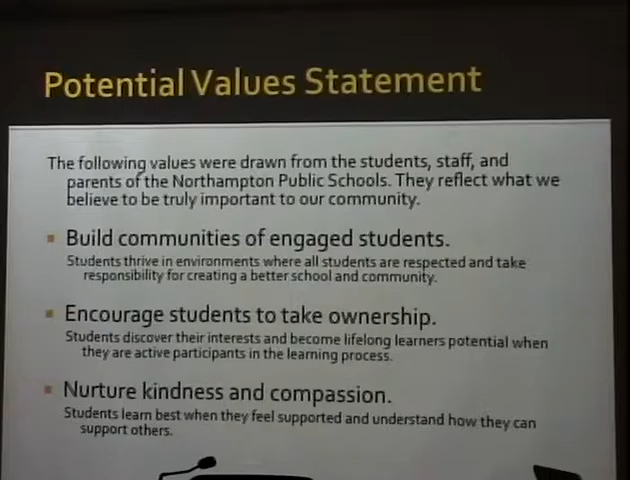 Potential Values Statement
The following values were drawn from the students, staff, and
parents of the Northampton Public Schools. They reflect what we
believe to be truly important to our community.
Build communities of engaged students.
Students thrive in environments where all students are respected and take
responsibility for creating a better school and community.
Encourage students to take ownership.
Students discover their interests and become lifelong learners potential when
they are active participants in the learning process.
Nurture kindness and compassion.
Students learn best when they feel supported and understand how they can
support others.